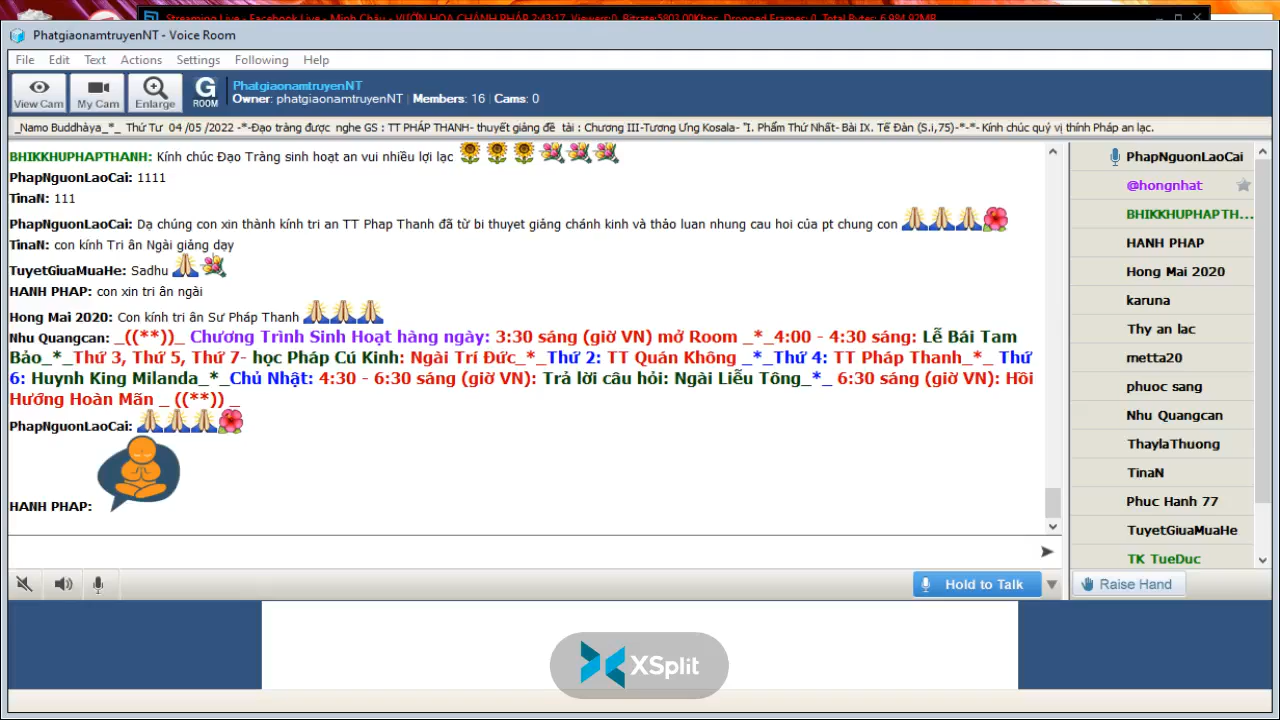 Streaming Live - Facebook Live - Minh Châu - VƯỜN HOA CHÁNH PHÁP 2:43:17, Viewers:0, Bitrate:5803.00Kbps, Dropped Frames: 0, Total Bytes: 6,984.92MB
PhatgiaonamtruyenNT - Voice Room
File Edit Text Actions Settings Following Help
View Cam
My Cam
Enlarge
G
ROOM
PhatgiaonamtruyenNT
Owner: phatgiaonamtruyenNT | Members: 16 | Cams: 0
_Namo Buddhàya_*_ Thứ Tư 04 /05 /2022 -*-Đạo tràng được nghe GS : TT PHÁP THANH- thuyết giảng đề tài : Chương III-Tương Ưng Kosala- "I. Phẩm Thứ Nhất- Bài IX. Tế Đàn (S.i,75)-*-*- Kính chúc quý vị thính Pháp an lạc.
BHIKKHUPHAPTHANH: Kính chúc Đạo Tràng sinh hoạt an vui nhiều lợi lạc
PhapNguonLaoCai: 1111
TinaN: 111
PhapNguonLaoCai: Dạ chúng con xin thành kính tri an TT Phap Thanh đã từ bi thuyet giảng chánh kinh và thảo luan nhung cau hoi của pt chung con
TinaN: con kính Tri ân Ngài giảng dạy
TuyetGiuaMuaHe: Sadhu
HANH PHAP: con xin tri ân ngài
Hong Mai 2020: Con kính tri ân Sư Pháp Thanh
Nhu Quangcan: _((**))_ Chương Trình Sinh Hoạt hàng ngày: 3:30 sáng (giờ VN) mở Room _*_4:00 - 4:30 sáng: Lễ Bái Tam
Bảo_*_Thứ 3, Thứ 5, Thứ 7- học Pháp Cú Kinh: Ngài Trí Đức_*_Thứ 2: TT Quán Không _*_Thứ 4: TT Pháp Thanh_*_ Thứ
6: Huynh King Milanda_*_Chủ Nhật: 4:30 - 6:30 sáng (giờ VN): Trả lời câu hỏi: Ngài Liễu Tông_*_ 6:30 sáng (giờ VN): Hồi
Hướng Hoàn Mãn _ ((**)) _
PhapNguonLaoCai:
HANH PHAP:
PhapNguonLaoCai
@hongnhat
BHIKKHUPHAPTH...
HANH PHAP
Hong Mai 2020
karuna
Thy an lac
metta20
phuoc sang
Nhu Quangcan
ThaylaThuong
TinaN
Phuc Hanh 77
TuyetGiuaMuaHe
TK TueDuc
Hold to Talk
Raise Hand
XSplit